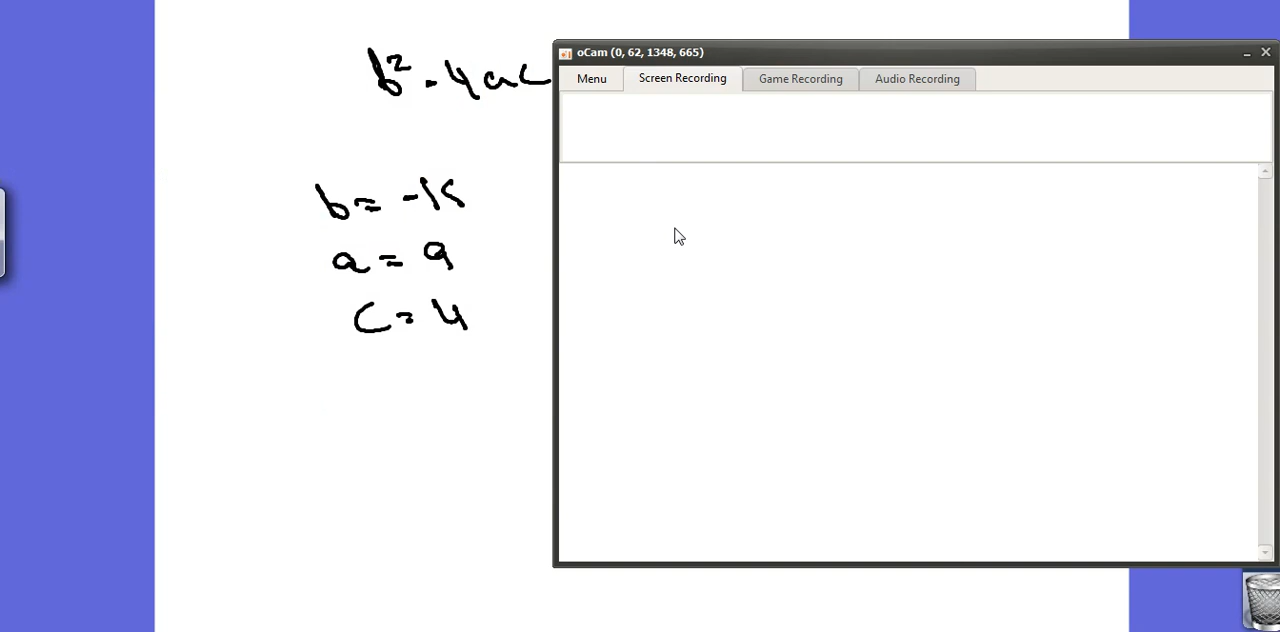 oCam (0, 62, 1348, 665)
Menu Screen Recording Game Recording Audio Recording
b² - 4ac
b = -15
a = 9
c = 4